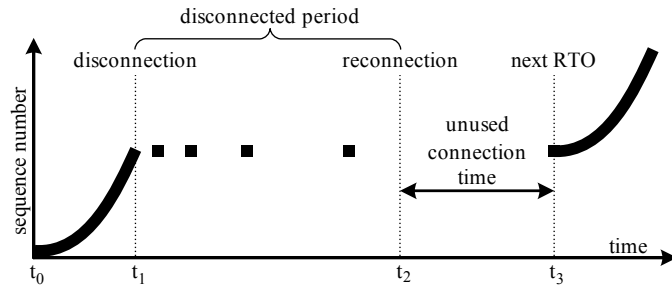 disconnected period
disconnection
reconnection
next RTO
sequence number
unused
connection
time
time
t0
t1
t2
t3